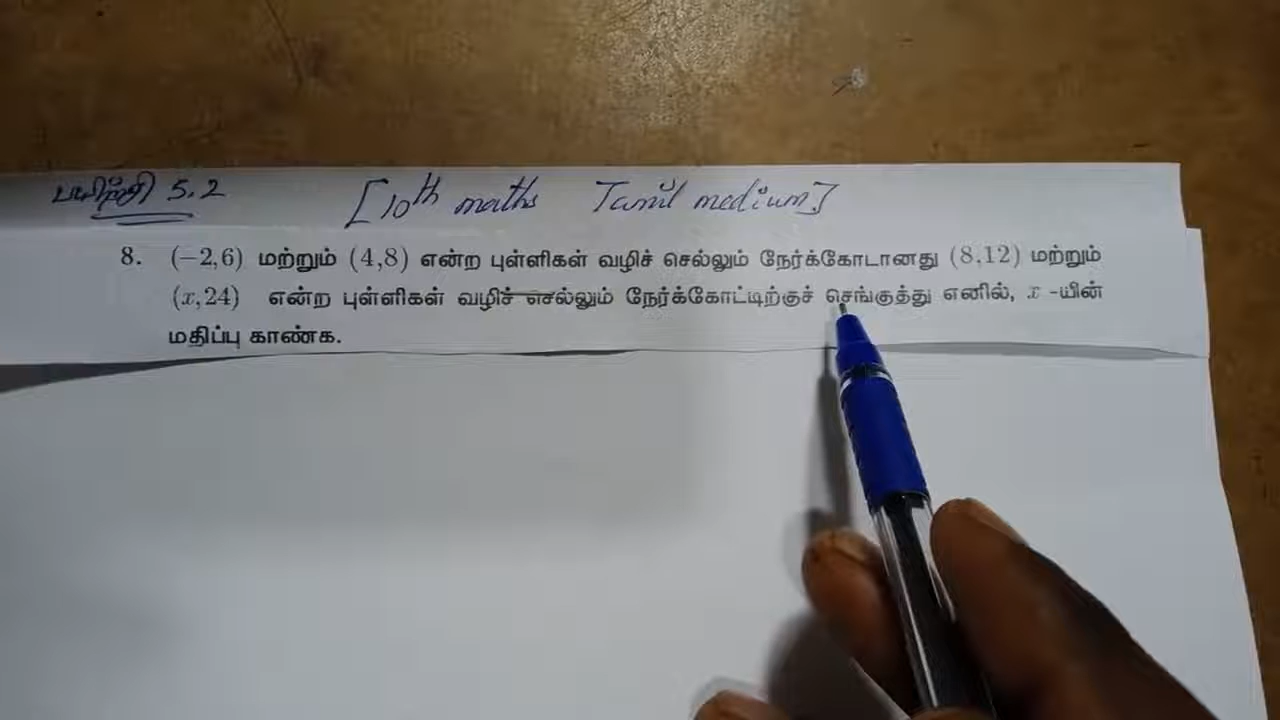 பயிற்சி 5.2 [10th maths Tamil medium]
8. (−2,6) மற்றும் (4,8) என்ற புள்ளிகள் வழிச் செல்லும் நேர்க்கோடானது (8,12) மற்றும்
(x,24) என்ற புள்ளிகள் வழிச் செல்லும் நேர்க்கோட்டிற்குச் செங்குத்து எனில், x -யின்
மதிப்பு காண்க.